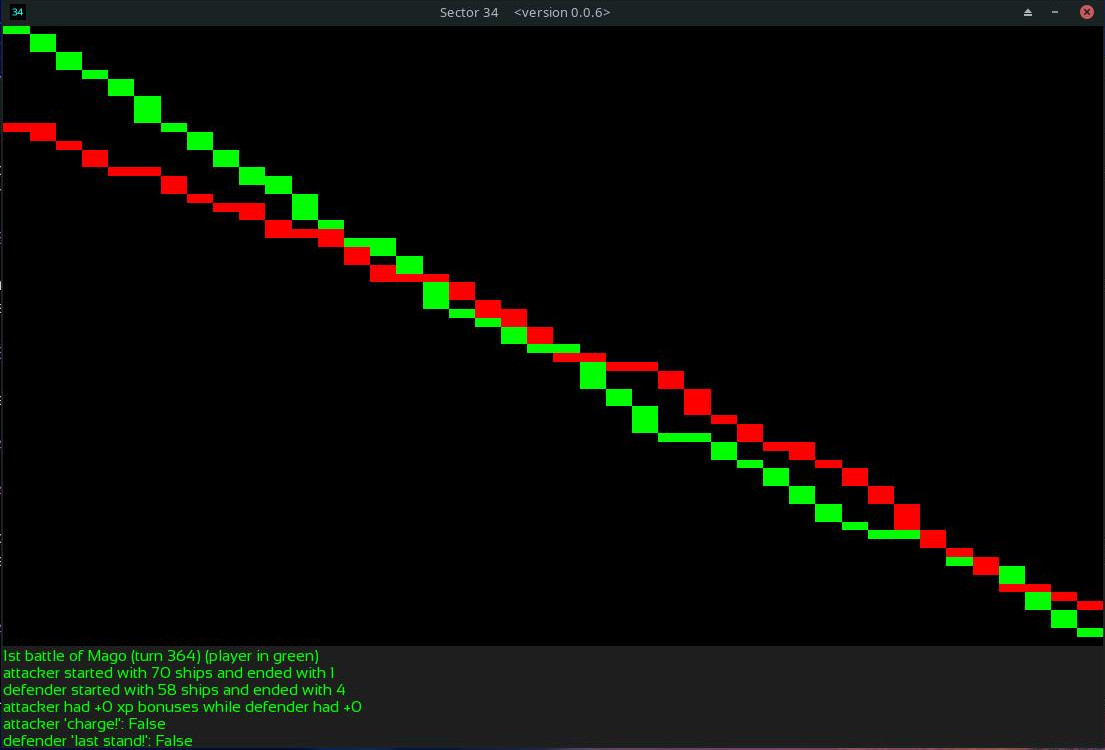 34
Sector 34 <version 0.0.6>
1st battle of Mago (turn 364) (player in green)
attacker started with 70 ships and ended with 1
defender started with 58 ships and ended with 4
attacker had +0 xp bonuses while defender had +0
attacker 'charge!': False
defender 'last stand!': False